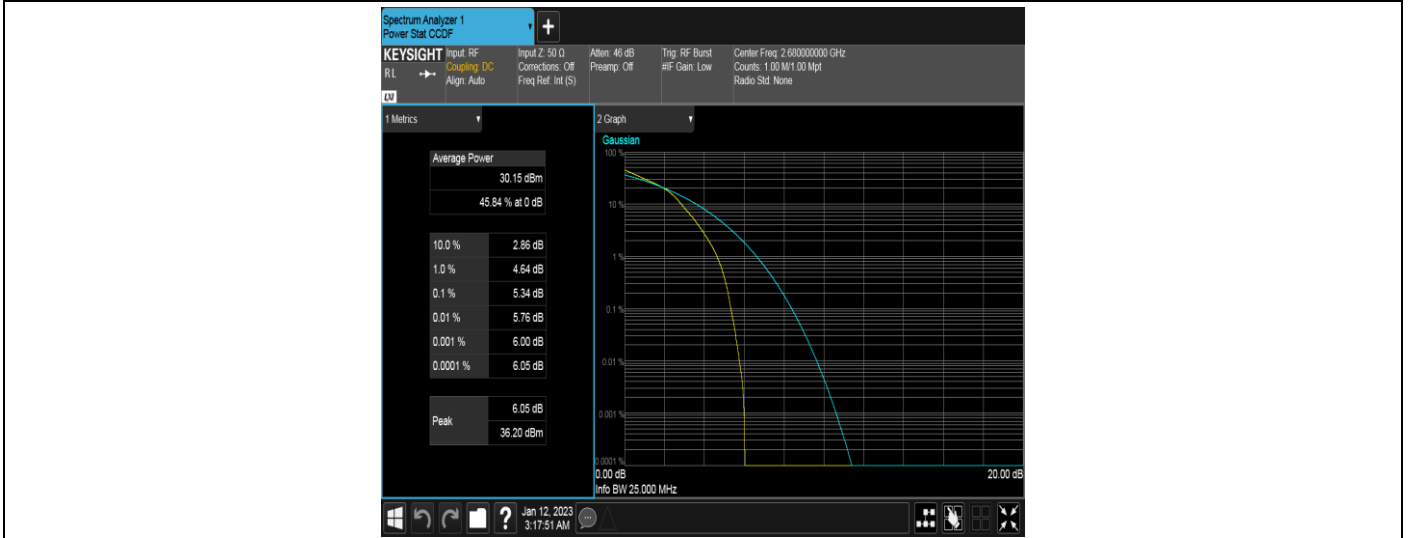 Spectrum Analyzer 1
Power Stat CCDF
KEYSIGHT
RL
LXI
Input: RF
Coupling: DC
Align: Auto
Input Z: 50 Ω
Corrections: Off
Freq Ref: Int (S)
Atten: 46 dB
Preamp: Off
Trig: RF Burst
#IF Gain: Low
Center Freq: 2.680000000 GHz
Counts: 1.00 M/1.00 Mpt
Radio Std: None
1 Metrics
Average Power
30.15 dBm
45.84 % at 0 dB
10.0 % 2.86 dB
1.0 % 4.64 dB
0.1 % 5.34 dB
0.01 % 5.76 dB
0.001 % 6.00 dB
0.0001 % 6.05 dB
Peak
6.05 dB
36.20 dBm
2 Graph
Gaussian
100 %
10 %
1 %
0.1 %
0.01 %
0.001 %
0.0001 %
0.00 dB 20.00 dB
Info BW 25.000 MHz
Jan 12, 2023
3:17:51 AM